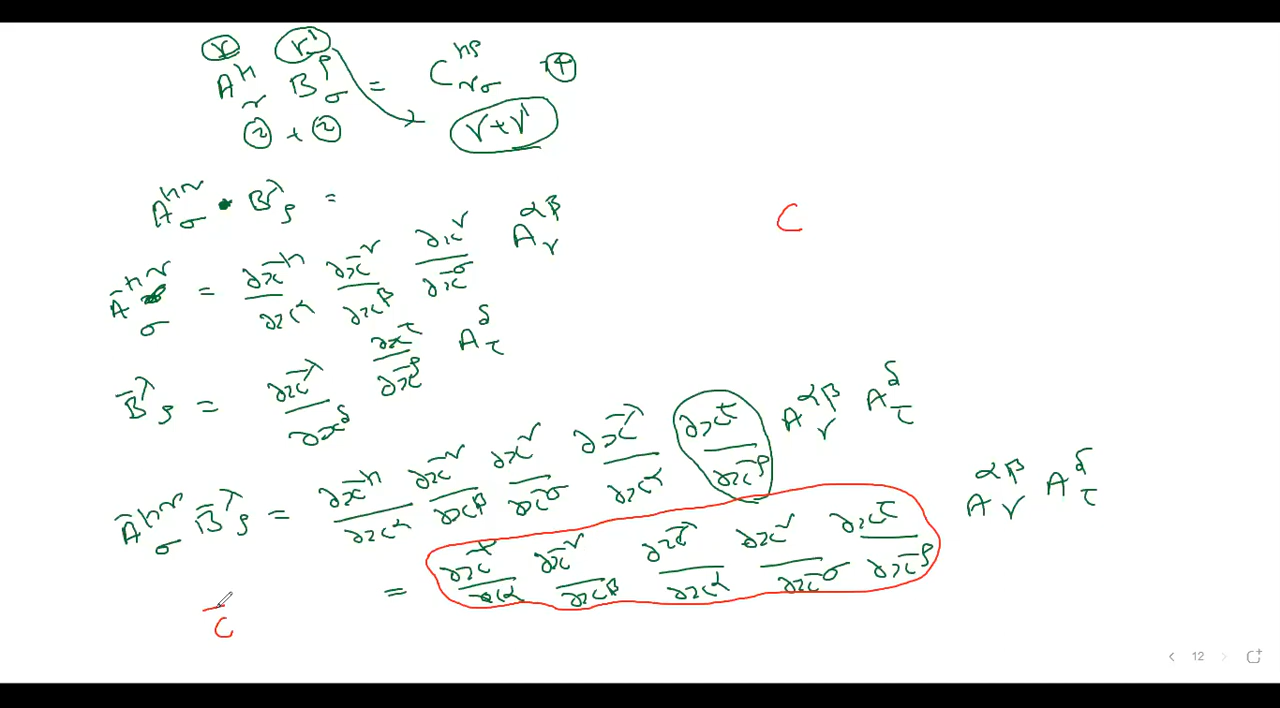 r r'
A^μ_ν B^ρ_σ = C^{μρ}_{νσ} 4
2 + 2 r + r'
A^{μν}_σ · B^λ_ρ =
C
Ā^{μν}_σ = ∂x̄^μ/∂x^α ∂x̄^ν/∂x^β ∂x^γ/∂x̄^σ A^{αβ}_γ
B̄^λ_ρ = ∂x̄^λ/∂x^δ ∂x^τ/∂x̄^ρ A^δ_τ
Ā^{μν}_σ B̄^λ_ρ = ∂x̄^μ/∂x^α ∂x̄^ν/∂x^β ∂x^γ/∂x̄^σ ∂x̄^λ/∂x^α ∂x^τ/∂x̄^ρ A^{αβ}_γ A^δ_τ
= ∂x̄^μ/∂x^α ∂x̄^ν/∂x^β ∂x̄^λ/∂x^α ∂x^γ/∂x̄^σ ∂x^τ/∂x̄^ρ A^{αβ}_γ A^δ_τ
C̄
12